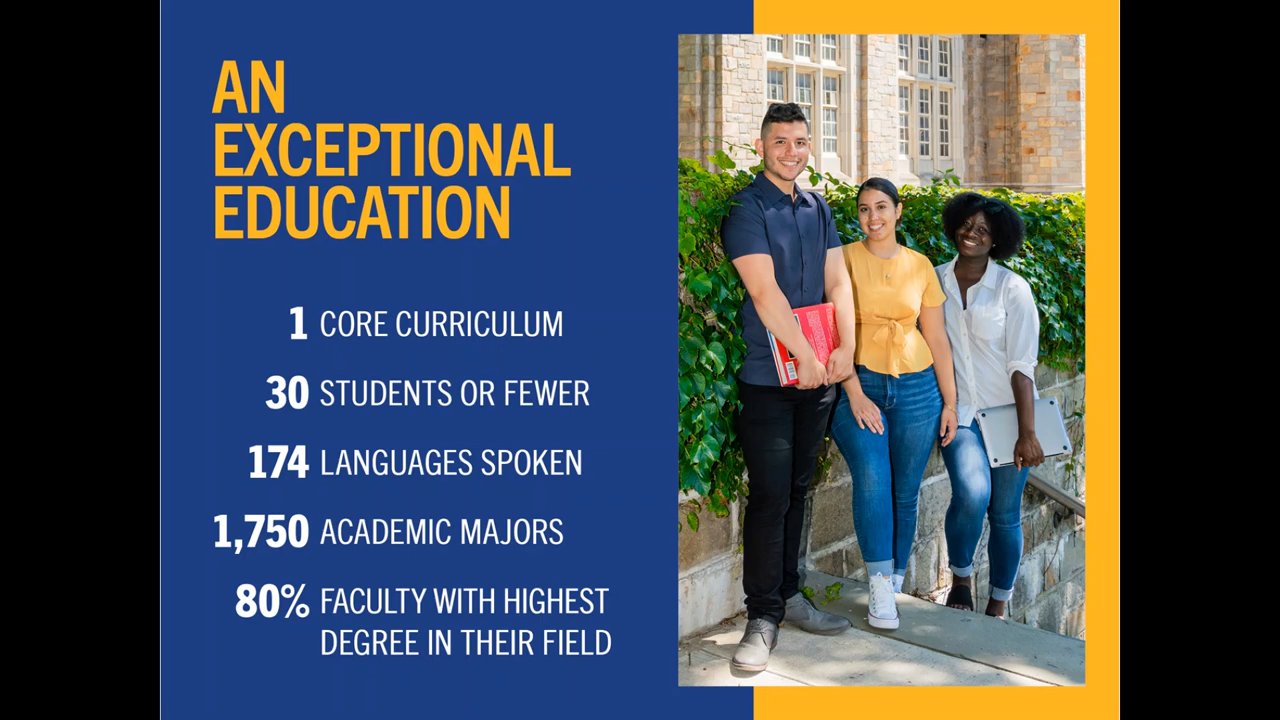 AN
EXCEPTIONAL
EDUCATION
1 CORE CURRICULUM
30 STUDENTS OR FEWER
174 LANGUAGES SPOKEN
1,750 ACADEMIC MAJORS
80% FACULTY WITH HIGHEST
DEGREE IN THEIR FIELD